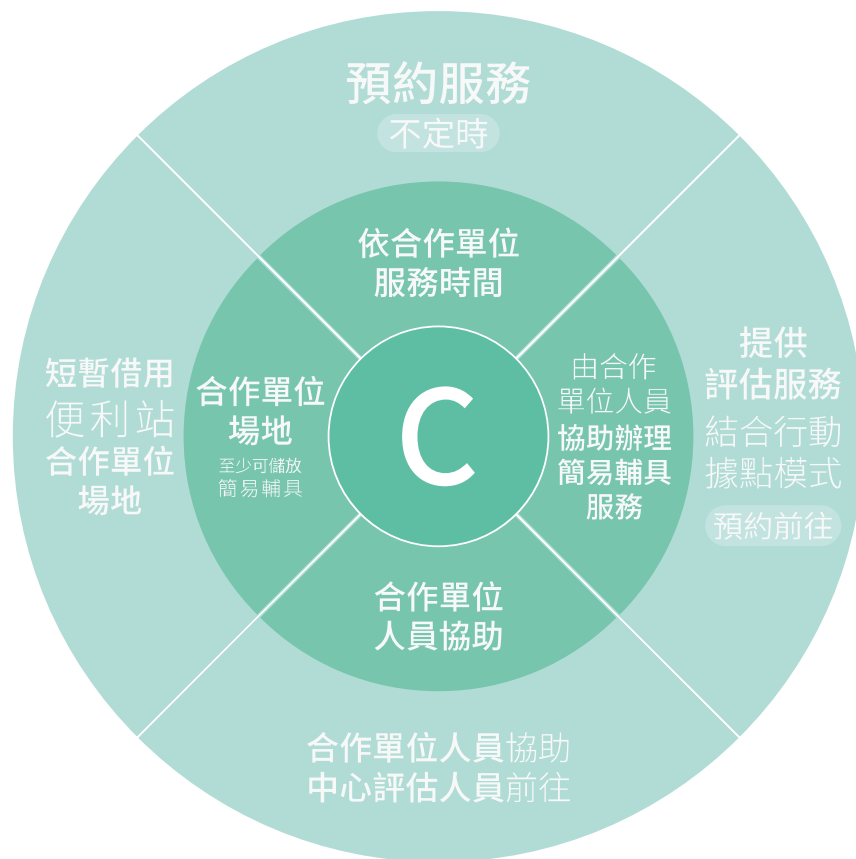 預約服務
不定時
依合作單位
服務時間
短暫借用
便利站
合作單位
場地
合作單位
場地
至少可儲放
簡易輔具
C
由合作
單位人員
協助辦理
簡易輔具
服務
提供
評估服務
結合行動
據點模式
預約前往
合作單位
人員協助
合作單位人員協助
中心評估人員前往